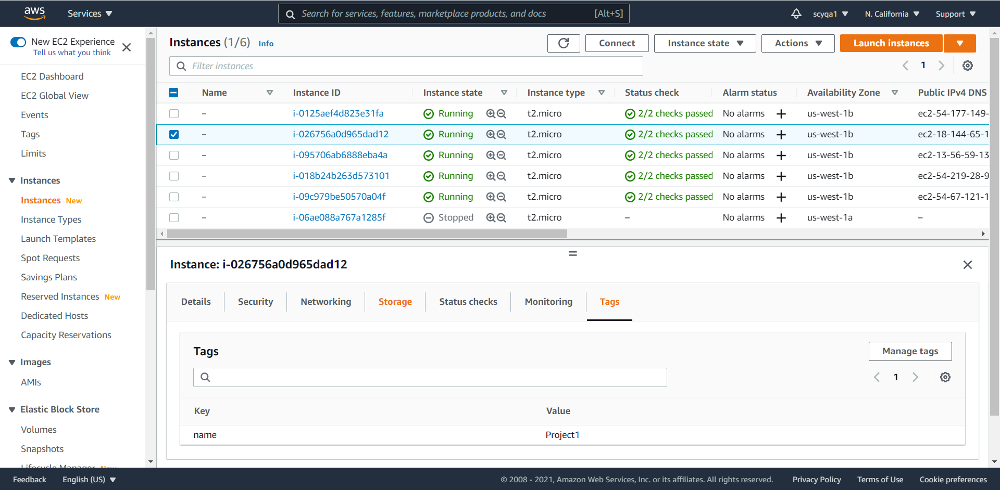 aws
Services
Search for services, features, marketplace products, and docs [Alt+S]
scyqa1
N. California
Support
New EC2 Experience
Tell us what you think
EC2 Dashboard
EC2 Global View
Events
Tags
Limits
Instances
Instances New
Instance Types
Launch Templates
Spot Requests
Savings Plans
Reserved Instances New
Dedicated Hosts
Capacity Reservations
Images
AMIs
Elastic Block Store
Volumes
Snapshots
Lifecycle Manager New
Instances (1/6) Info
Connect
Instance state
Actions
Launch instances
Filter instances
1
Name Instance ID Instance state Instance type Status check Alarm status Availability Zone Public IPv4 DNS
– i-0125aef4d823e31fa Running t2.micro 2/2 checks passed No alarms + us-west-1b ec2-54-177-149-
– i-026756a0d965dad12 Running t2.micro 2/2 checks passed No alarms + us-west-1b ec2-18-144-65-1
– i-095706ab6888eba4a Running t2.micro 2/2 checks passed No alarms + us-west-1b ec2-13-56-59-13
– i-018b24b263d573101 Running t2.micro 2/2 checks passed No alarms + us-west-1b ec2-54-219-28-9
– i-09c979be50570a04f Running t2.micro 2/2 checks passed No alarms + us-west-1b ec2-54-67-121-1
– i-06ae088a767a1285f Stopped t2.micro – No alarms + us-west-1a –
Instance: i-026756a0d965dad12
Details Security Networking Storage Status checks Monitoring Tags
Tags
Manage tags
1
Key Value
name Project1
Feedback
English (US)
© 2008 - 2021, Amazon Web Services, Inc. or its affiliates. All rights reserved.
Privacy Policy
Terms of Use
Cookie preferences